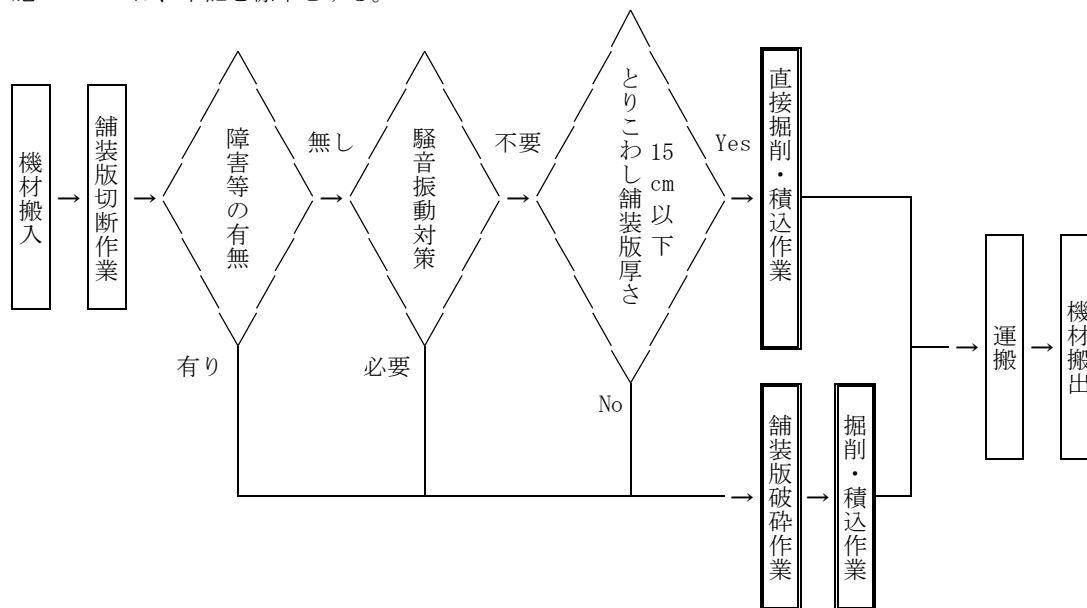 機材搬入
→
舗装版切断作業
→
障害等の有無
無し
→
騒音振動対策
不要
→
とりこわし舗装版厚さ
15cm以下
Yes
→
直接掘削・積込作業
有り
必要
No
→
舗装版破砕作業
→
掘削・積込作業
→
運搬
→
機材搬出